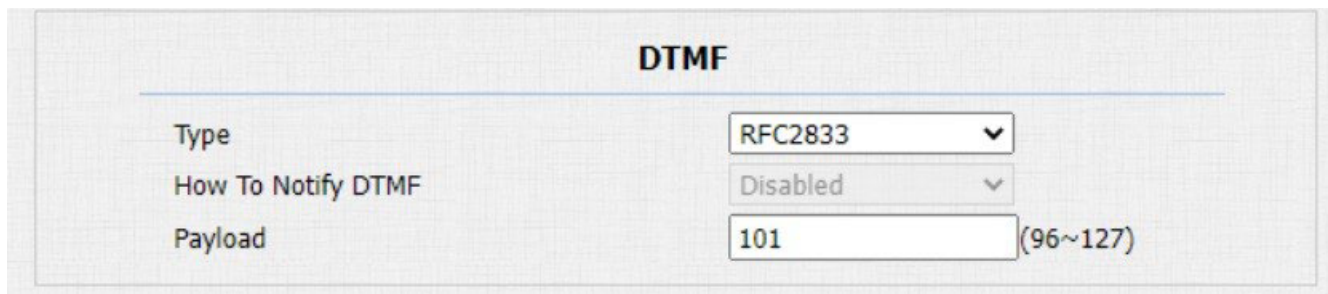 DTMF
Type RFC2833
How To Notify DTMF Disabled
Payload 101 (96~127)